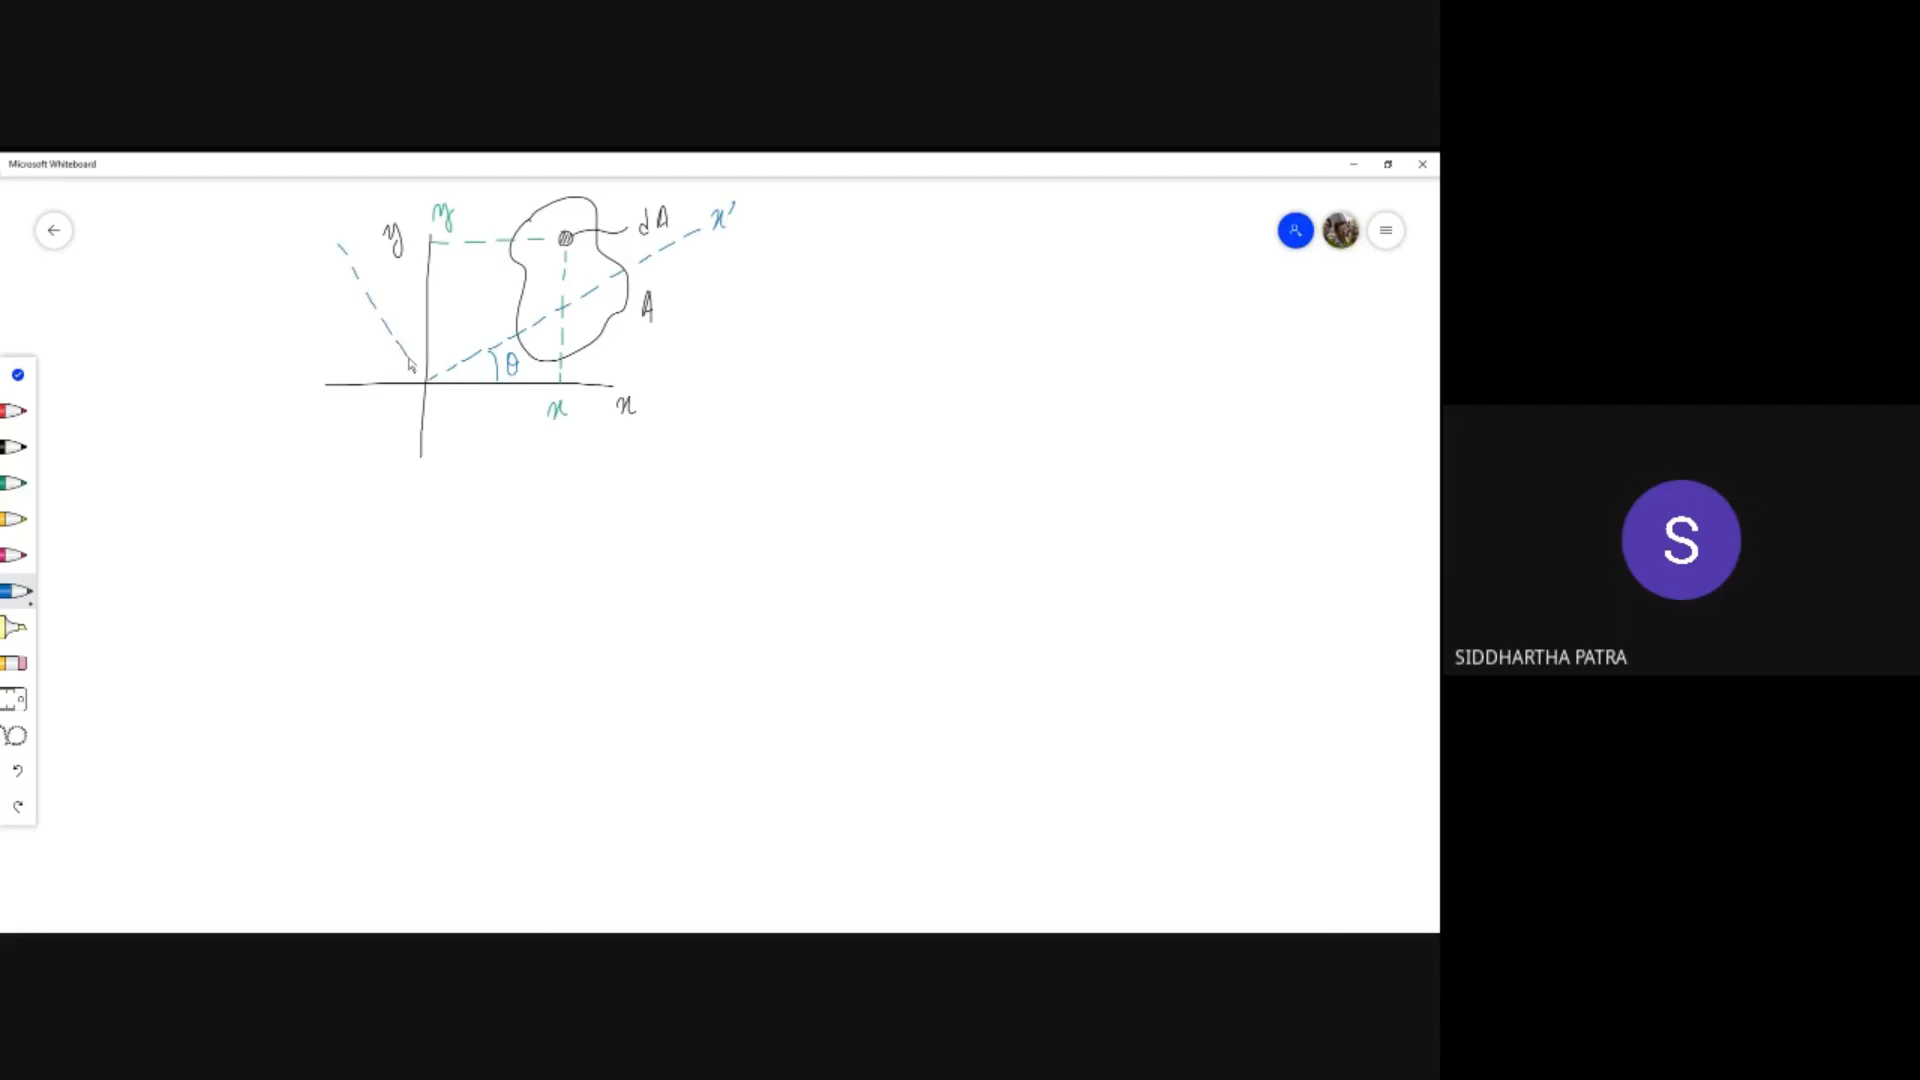 Microsoft Whiteboard
y
y
dA
x'
A
θ
x
x
S
SIDDHARTHA PATRA